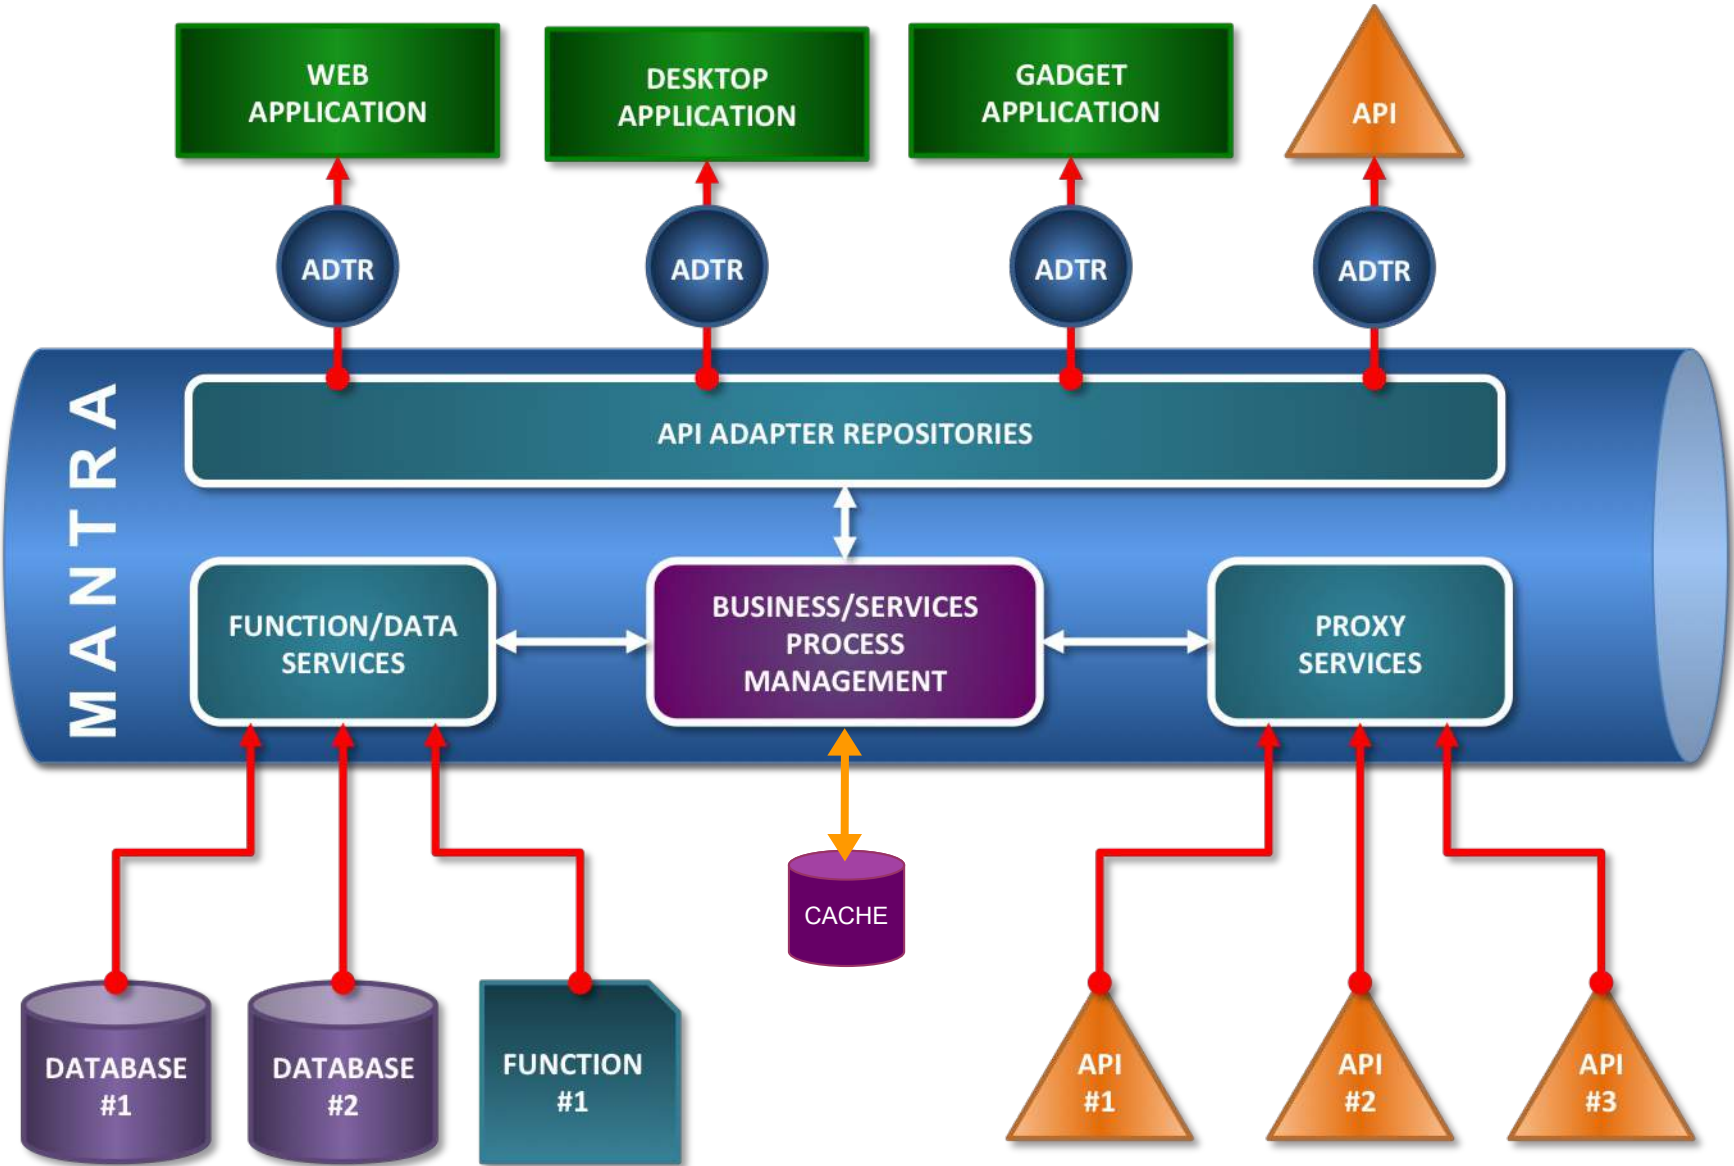 WEB
APPLICATION
DESKTOP
APPLICATION
GADGET
APPLICATION
API
ADTR
ADTR
ADTR
ADTR
MANTRA
API ADAPTER REPOSITORIES
FUNCTION/DATA
SERVICES
BUSINESS/SERVICES
PROCESS
MANAGEMENT
PROXY
SERVICES
CACHE
DATABASE
#1
DATABASE
#2
FUNCTION
#1
API
#1
API
#2
API
#3